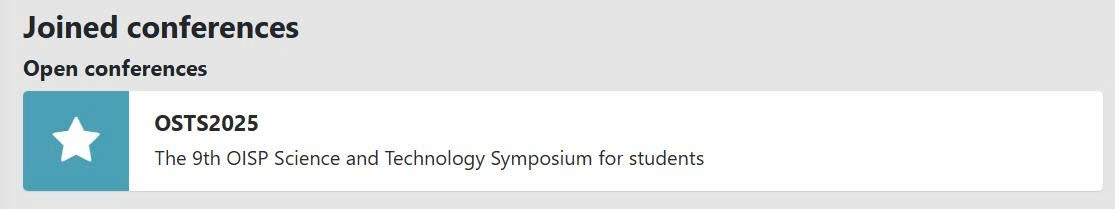 Joined conferences
Open conferences
OSTS2025
The 9th OISP Science and Technology Symposium for students